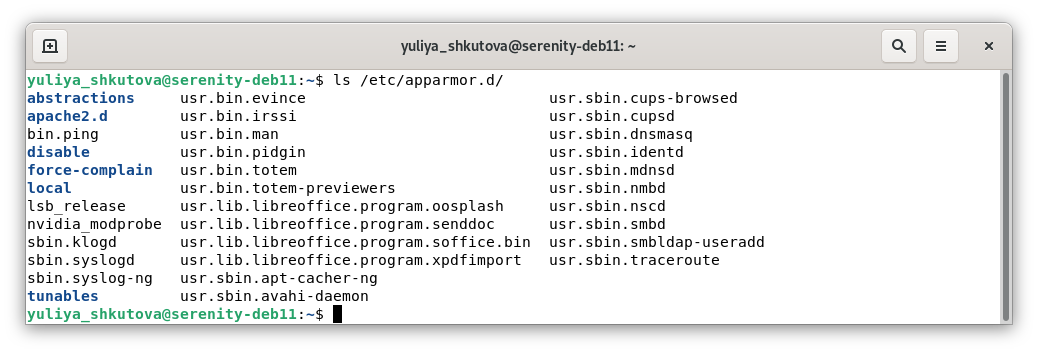 yuliya_shkutova@serenity-deb11: ~
yuliya_shkutova@serenity-deb11:~$ ls /etc/apparmor.d/
abstractions     usr.bin.evince                           usr.sbin.cups-browsed
apache2.d        usr.bin.irssi                            usr.sbin.cupsd
bin.ping         usr.bin.man                              usr.sbin.dnsmasq
disable          usr.bin.pidgin                           usr.sbin.identd
force-complain   usr.bin.totem                            usr.sbin.mdnsd
local            usr.bin.totem-previewers                 usr.sbin.nmbd
lsb_release      usr.lib.libreoffice.program.oosplash     usr.sbin.nscd
nvidia_modprobe  usr.lib.libreoffice.program.senddoc      usr.sbin.smbd
sbin.klogd       usr.lib.libreoffice.program.soffice.bin  usr.sbin.smbldap-useradd
sbin.syslogd     usr.lib.libreoffice.program.xpdfimport   usr.sbin.traceroute
sbin.syslog-ng   usr.sbin.apt-cacher-ng
tunables         usr.sbin.avahi-daemon
yuliya_shkutova@serenity-deb11:~$